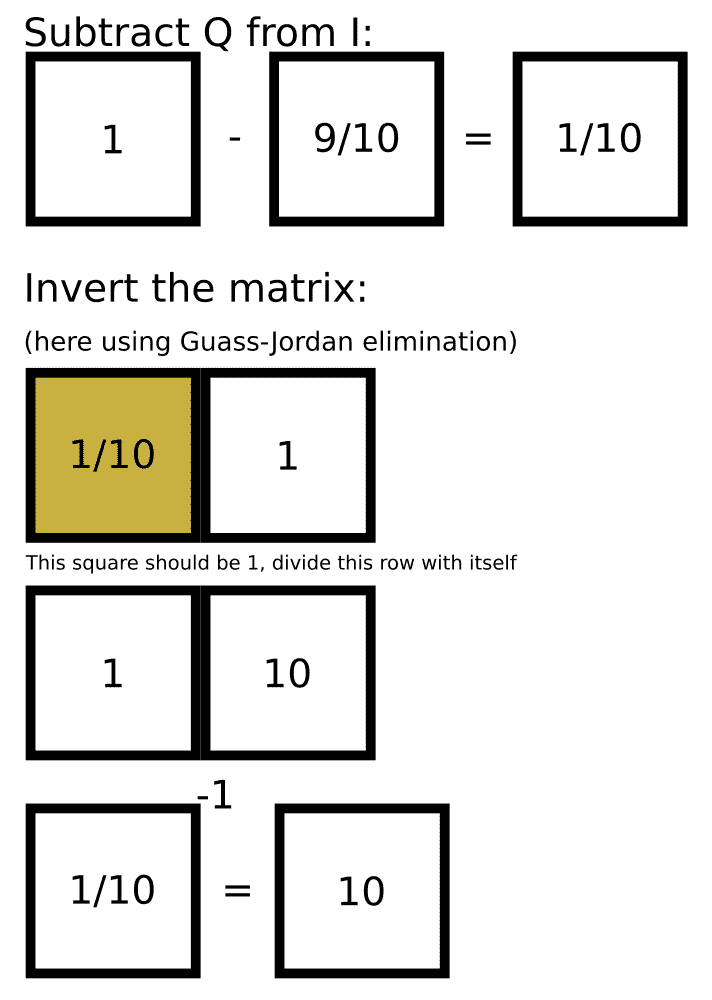 Subtract Q from I:
1 - 9/10 = 1/10
Invert the matrix:
(here using Guass-Jordan elimination)
1/10 1
This square should be 1, divide this row with itself
1 10
-1
1/10 = 10